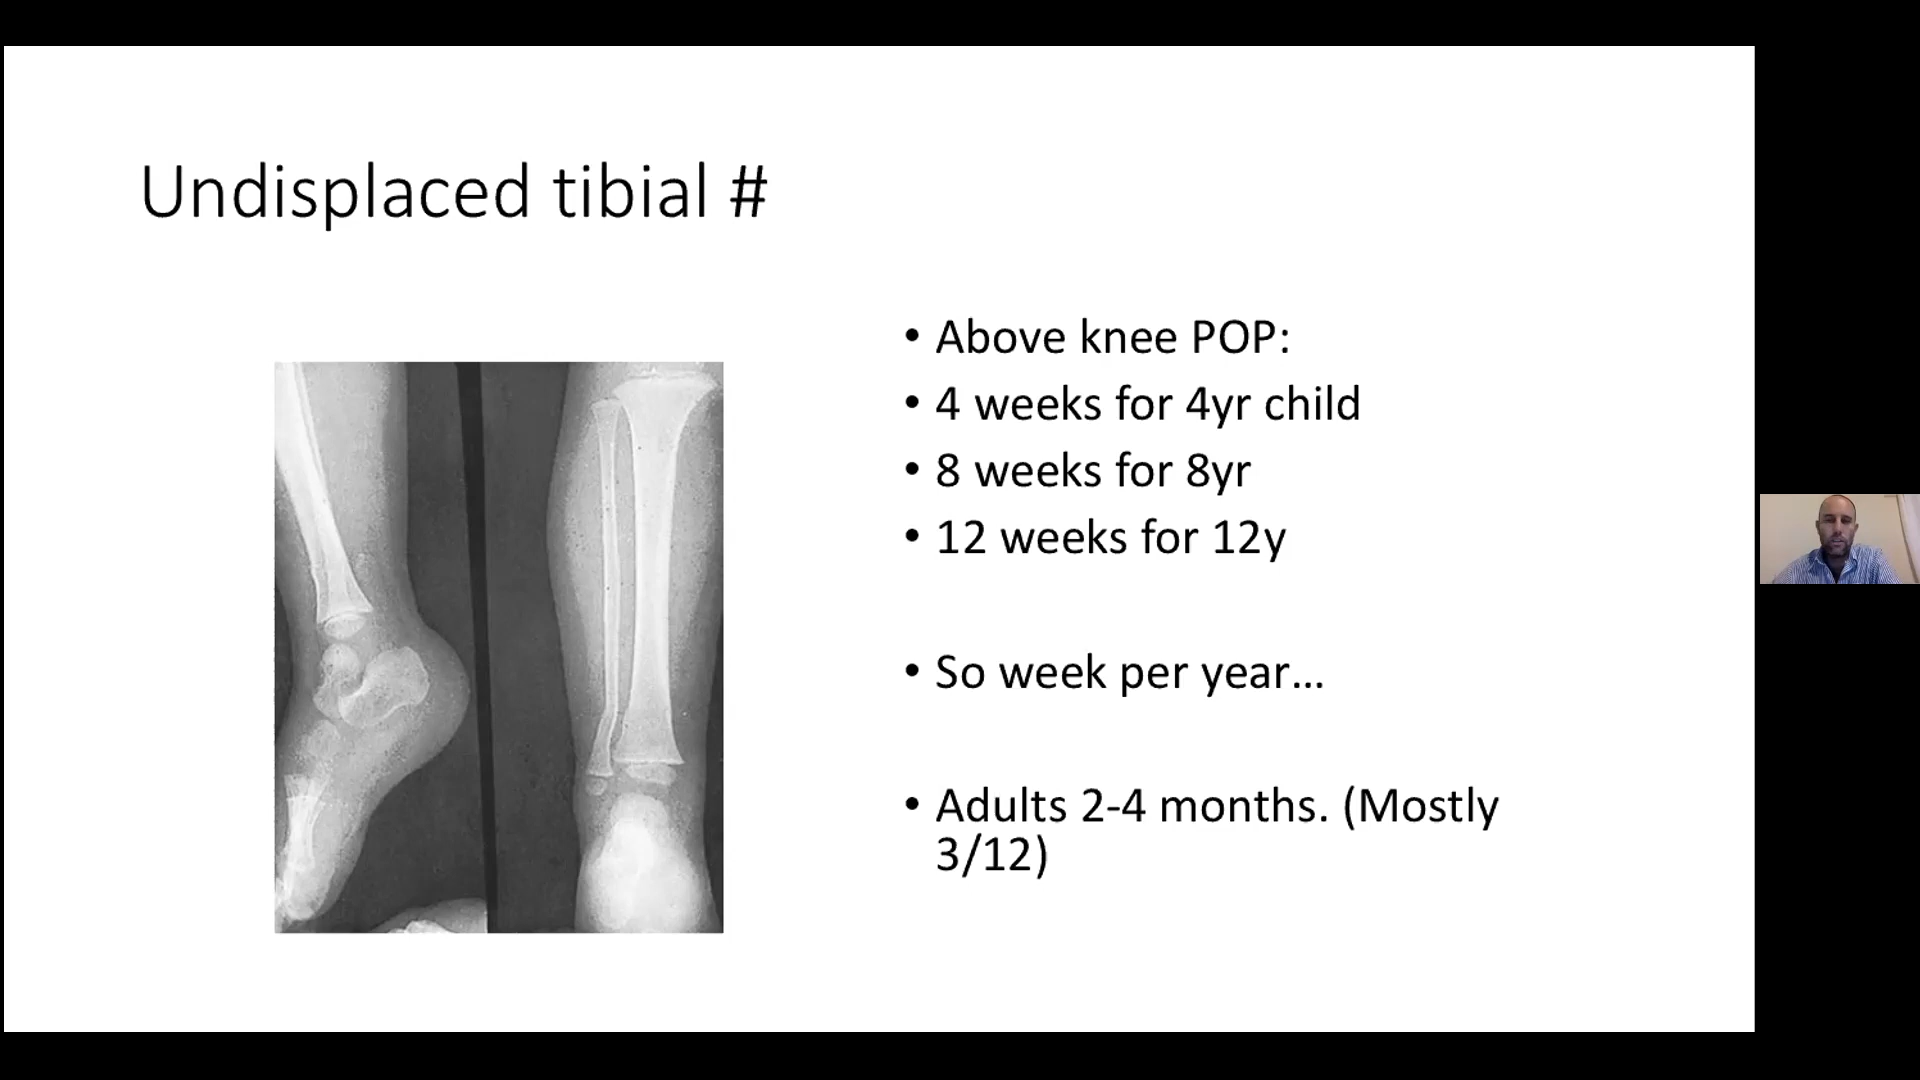 Undisplaced tibial #
• Above knee POP:
• 4 weeks for 4yr child
• 8 weeks for 8yr
• 12 weeks for 12y
• So week per year...
• Adults 2-4 months. (Mostly
3/12)